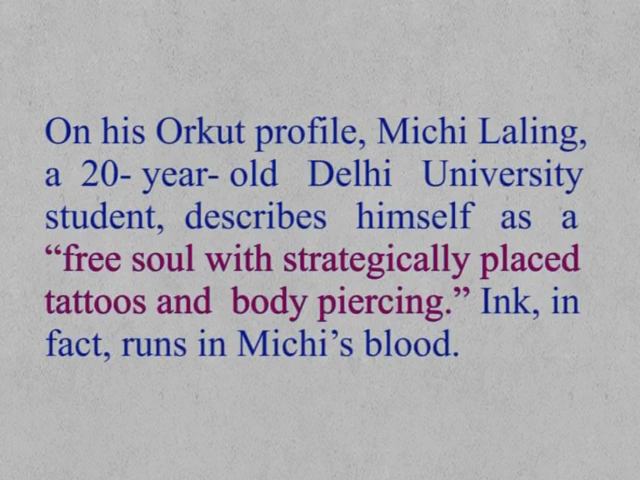 On his Orkut profile, Michi Laling,
a 20- year- old Delhi University
student, describes himself as a
“free soul with strategically placed
tattoos and body piercing.” Ink, in
fact, runs in Michi’s blood.